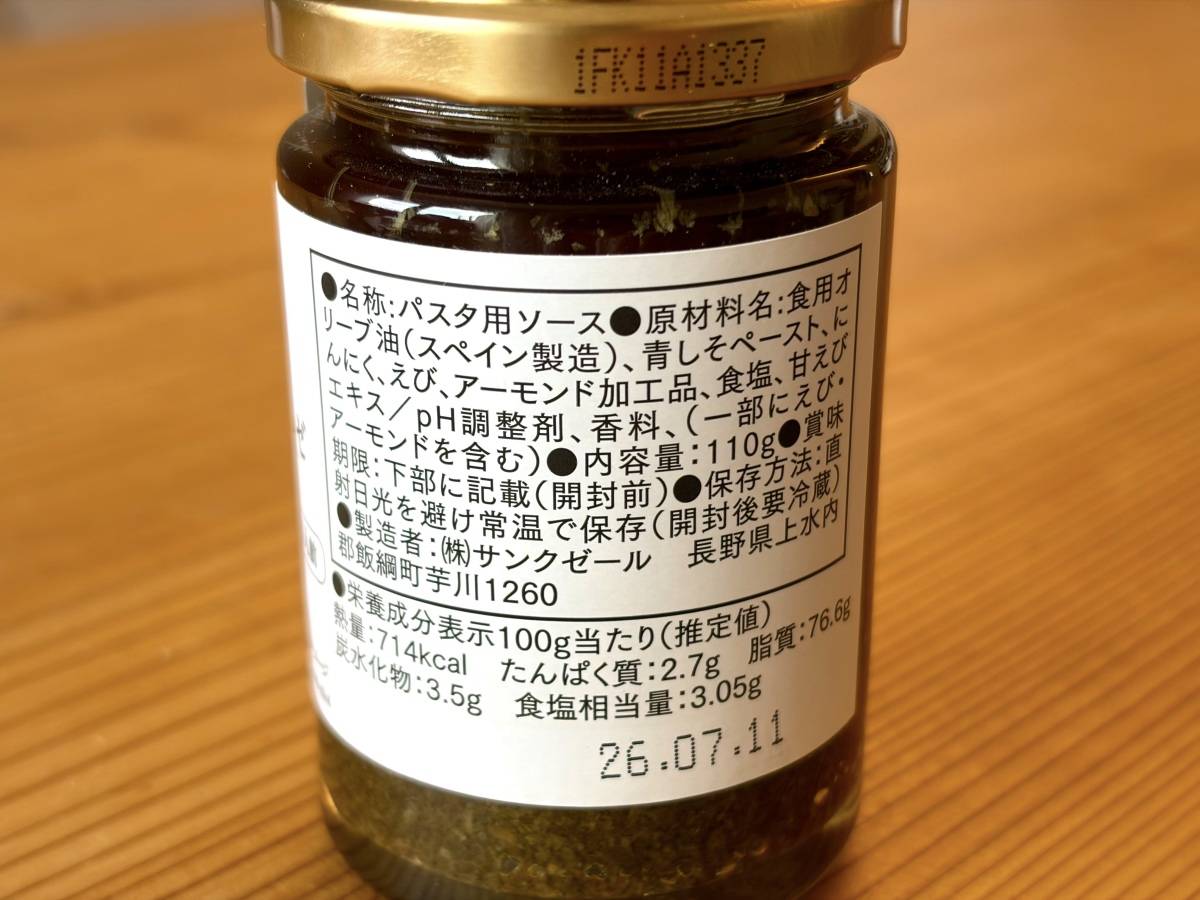 1FK11A1337
●名称:パスタ用ソース●原材料名:食用オ
リーブ油(スペイン製造)、青しそペースト、に
んにく、えび、アーモンド加工品、食塩、甘えび
エキス/pH調整剤、香料、(一部にえび・
アーモンドを含む)●内容量:110g●賞味
期限:下部に記載(開封前)●保存方法:直
射日光を避け常温で保存(開封後要冷蔵)
●製造者:㈱サンクゼール 長野県上水内
郡飯綱町芋川1260
●栄養成分表示100g当たり(推定値)
熱量:714kcal たんぱく質:2.7g 脂質:76.6g
炭水化物:3.5g 食塩相当量:3.05g
26.07.11